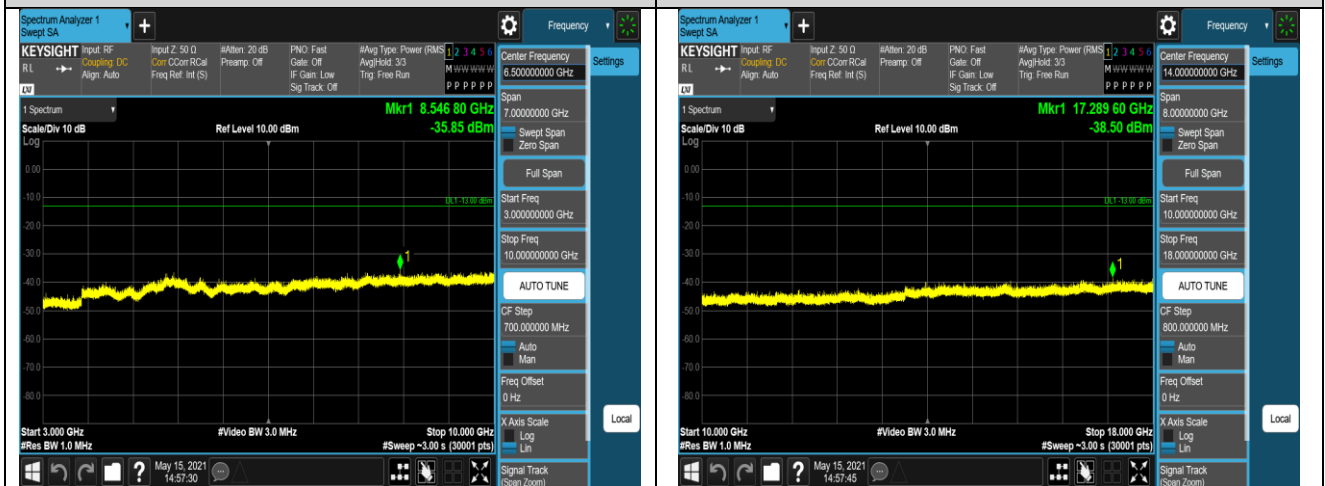 Spectrum Analyzer 1
Swept SA
+
Frequency
KEYSIGHT
RL
LXI
Input: RF
Coupling: DC
Align: Auto
Input Z: 50 Ω
Corr CCorr RCal
Freq Ref: Int (S)
#Atten: 20 dB
Preamp: Off
PNO: Fast
Gate: Off
IF Gain: Low
Sig Track: Off
#Avg Type: Power (RMS
Avg|Hold: 3/3
Trig: Free Run
1 2 3 4 5 6
M W W W W W
P P P P P P
1 Spectrum
Mkr1 8.546 80 GHz
Scale/Div 10 dB
Ref Level 10.00 dBm
-35.85 dBm
Log
0.00
-10.0
DL1 -13.00 dBm
-20.0
-30.0
1
-40.0
-50.0
-60.0
-70.0
-80.0
Start 3.000 GHz
#Video BW 3.0 MHz
Stop 10.000 GHz
#Res BW 1.0 MHz
#Sweep ~3.00 s (30001 pts)
?
May 15, 2021
14:57:30
Center Frequency
6.500000000 GHz
Settings
Span
7.00000000 GHz
Swept Span
Zero Span
Full Span
Start Freq
3.000000000 GHz
Stop Freq
10.000000000 GHz
AUTO TUNE
CF Step
700.000000 MHz
Auto
Man
Freq Offset
0 Hz
X Axis Scale
Log
Lin
Local
Signal Track
(Span Zoom)
Spectrum Analyzer 1
Swept SA
+
Frequency
KEYSIGHT
RL
LXI
Input: RF
Coupling: DC
Align: Auto
Input Z: 50 Ω
Corr CCorr RCal
Freq Ref: Int (S)
#Atten: 20 dB
Preamp: Off
PNO: Fast
Gate: Off
IF Gain: Low
Sig Track: Off
#Avg Type: Power (RMS
Avg|Hold: 3/3
Trig: Free Run
1 2 3 4 5 6
M W W W W W
P P P P P P
1 Spectrum
Mkr1 17.289 60 GHz
Scale/Div 10 dB
Ref Level 10.00 dBm
-38.50 dBm
Log
0.00
-10.0
DL1 -13.00 dBm
-20.0
-30.0
1
-40.0
-50.0
-60.0
-70.0
-80.0
Start 10.000 GHz
#Video BW 3.0 MHz
Stop 18.000 GHz
#Res BW 1.0 MHz
#Sweep ~3.00 s (30001 pts)
?
May 15, 2021
14:57:45
Center Frequency
14.000000000 GHz
Settings
Span
8.00000000 GHz
Swept Span
Zero Span
Full Span
Start Freq
10.000000000 GHz
Stop Freq
18.000000000 GHz
AUTO TUNE
CF Step
800.000000 MHz
Auto
Man
Freq Offset
0 Hz
X Axis Scale
Log
Lin
Local
Signal Track
(Span Zoom)